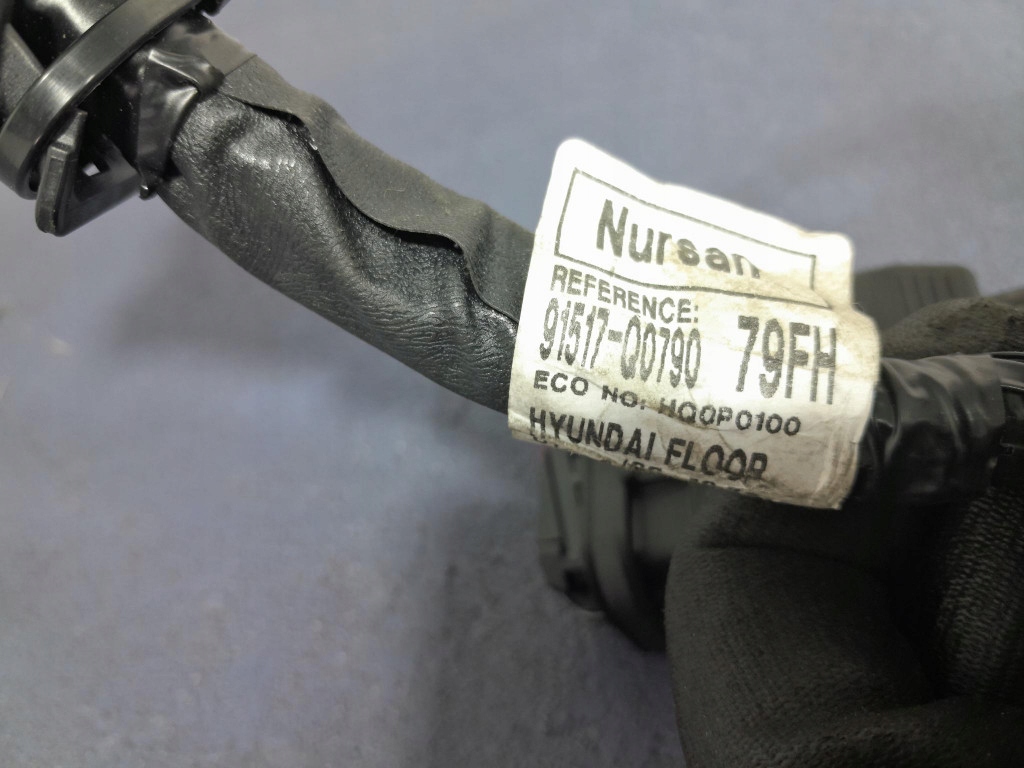 Nursan
REFERENCE:
91517-Q0790 79FH
ECO NO: HQ0P0100
HYUNDAI FLOOR